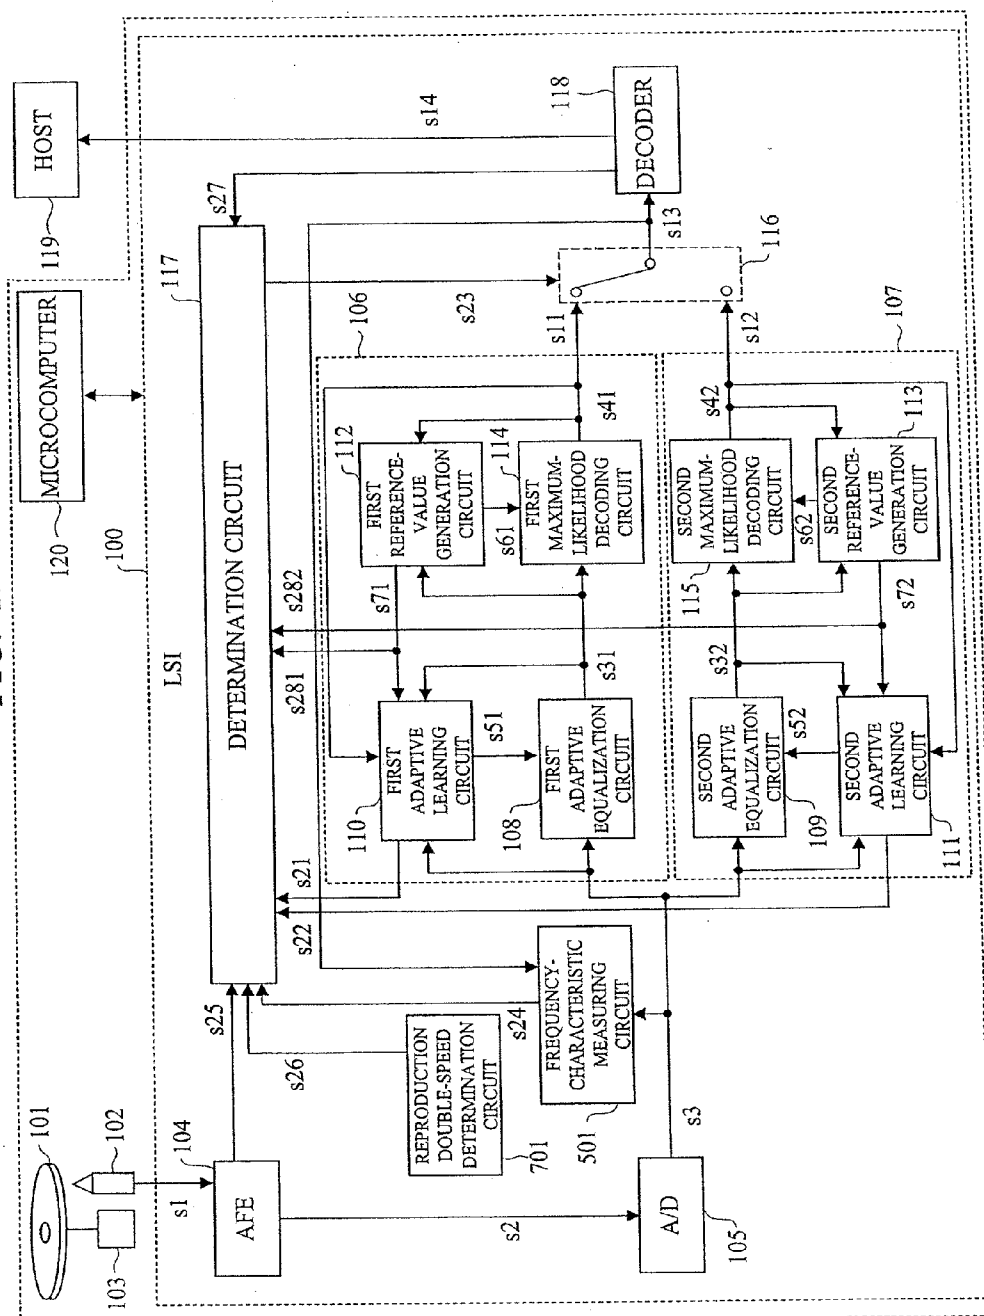 101
102
103
s1
104
AFE
s2
A/D
105
s3
s25
s26
REPRODUCTION
DOUBLE-SPEED
DETERMINATION
CIRCUIT
701
s24
FREQUENCY-
CHARACTERISTIC
MEASURING
CIRCUIT
501
120
MICROCOMPUTER
100
LSI
117
DETERMINATION CIRCUIT
119
HOST
s14
s27
118
DECODER
s13
s23
116
s11
s12
s21
s22
s281
s282
106
110
FIRST
ADAPTIVE
LEARNING
CIRCUIT
s51
108
FIRST
ADAPTIVE
EQUALIZATION
CIRCUIT
s31
s71
112
FIRST
REFERENCE-
VALUE
GENERATION
CIRCUIT
s61
114
FIRST
MAXIMUM-
LIKELIHOOD
DECODING
CIRCUIT
s41
107
SECOND
ADAPTIVE
EQUALIZATION
CIRCUIT
109
s52
SECOND
ADAPTIVE
LEARNING
CIRCUIT
111
s32
115
SECOND
MAXIMUM-
LIKELIHOOD
DECODING
CIRCUIT
s42
s62
SECOND
REFERENCE-
VALUE
GENERATION
CIRCUIT
113
s72